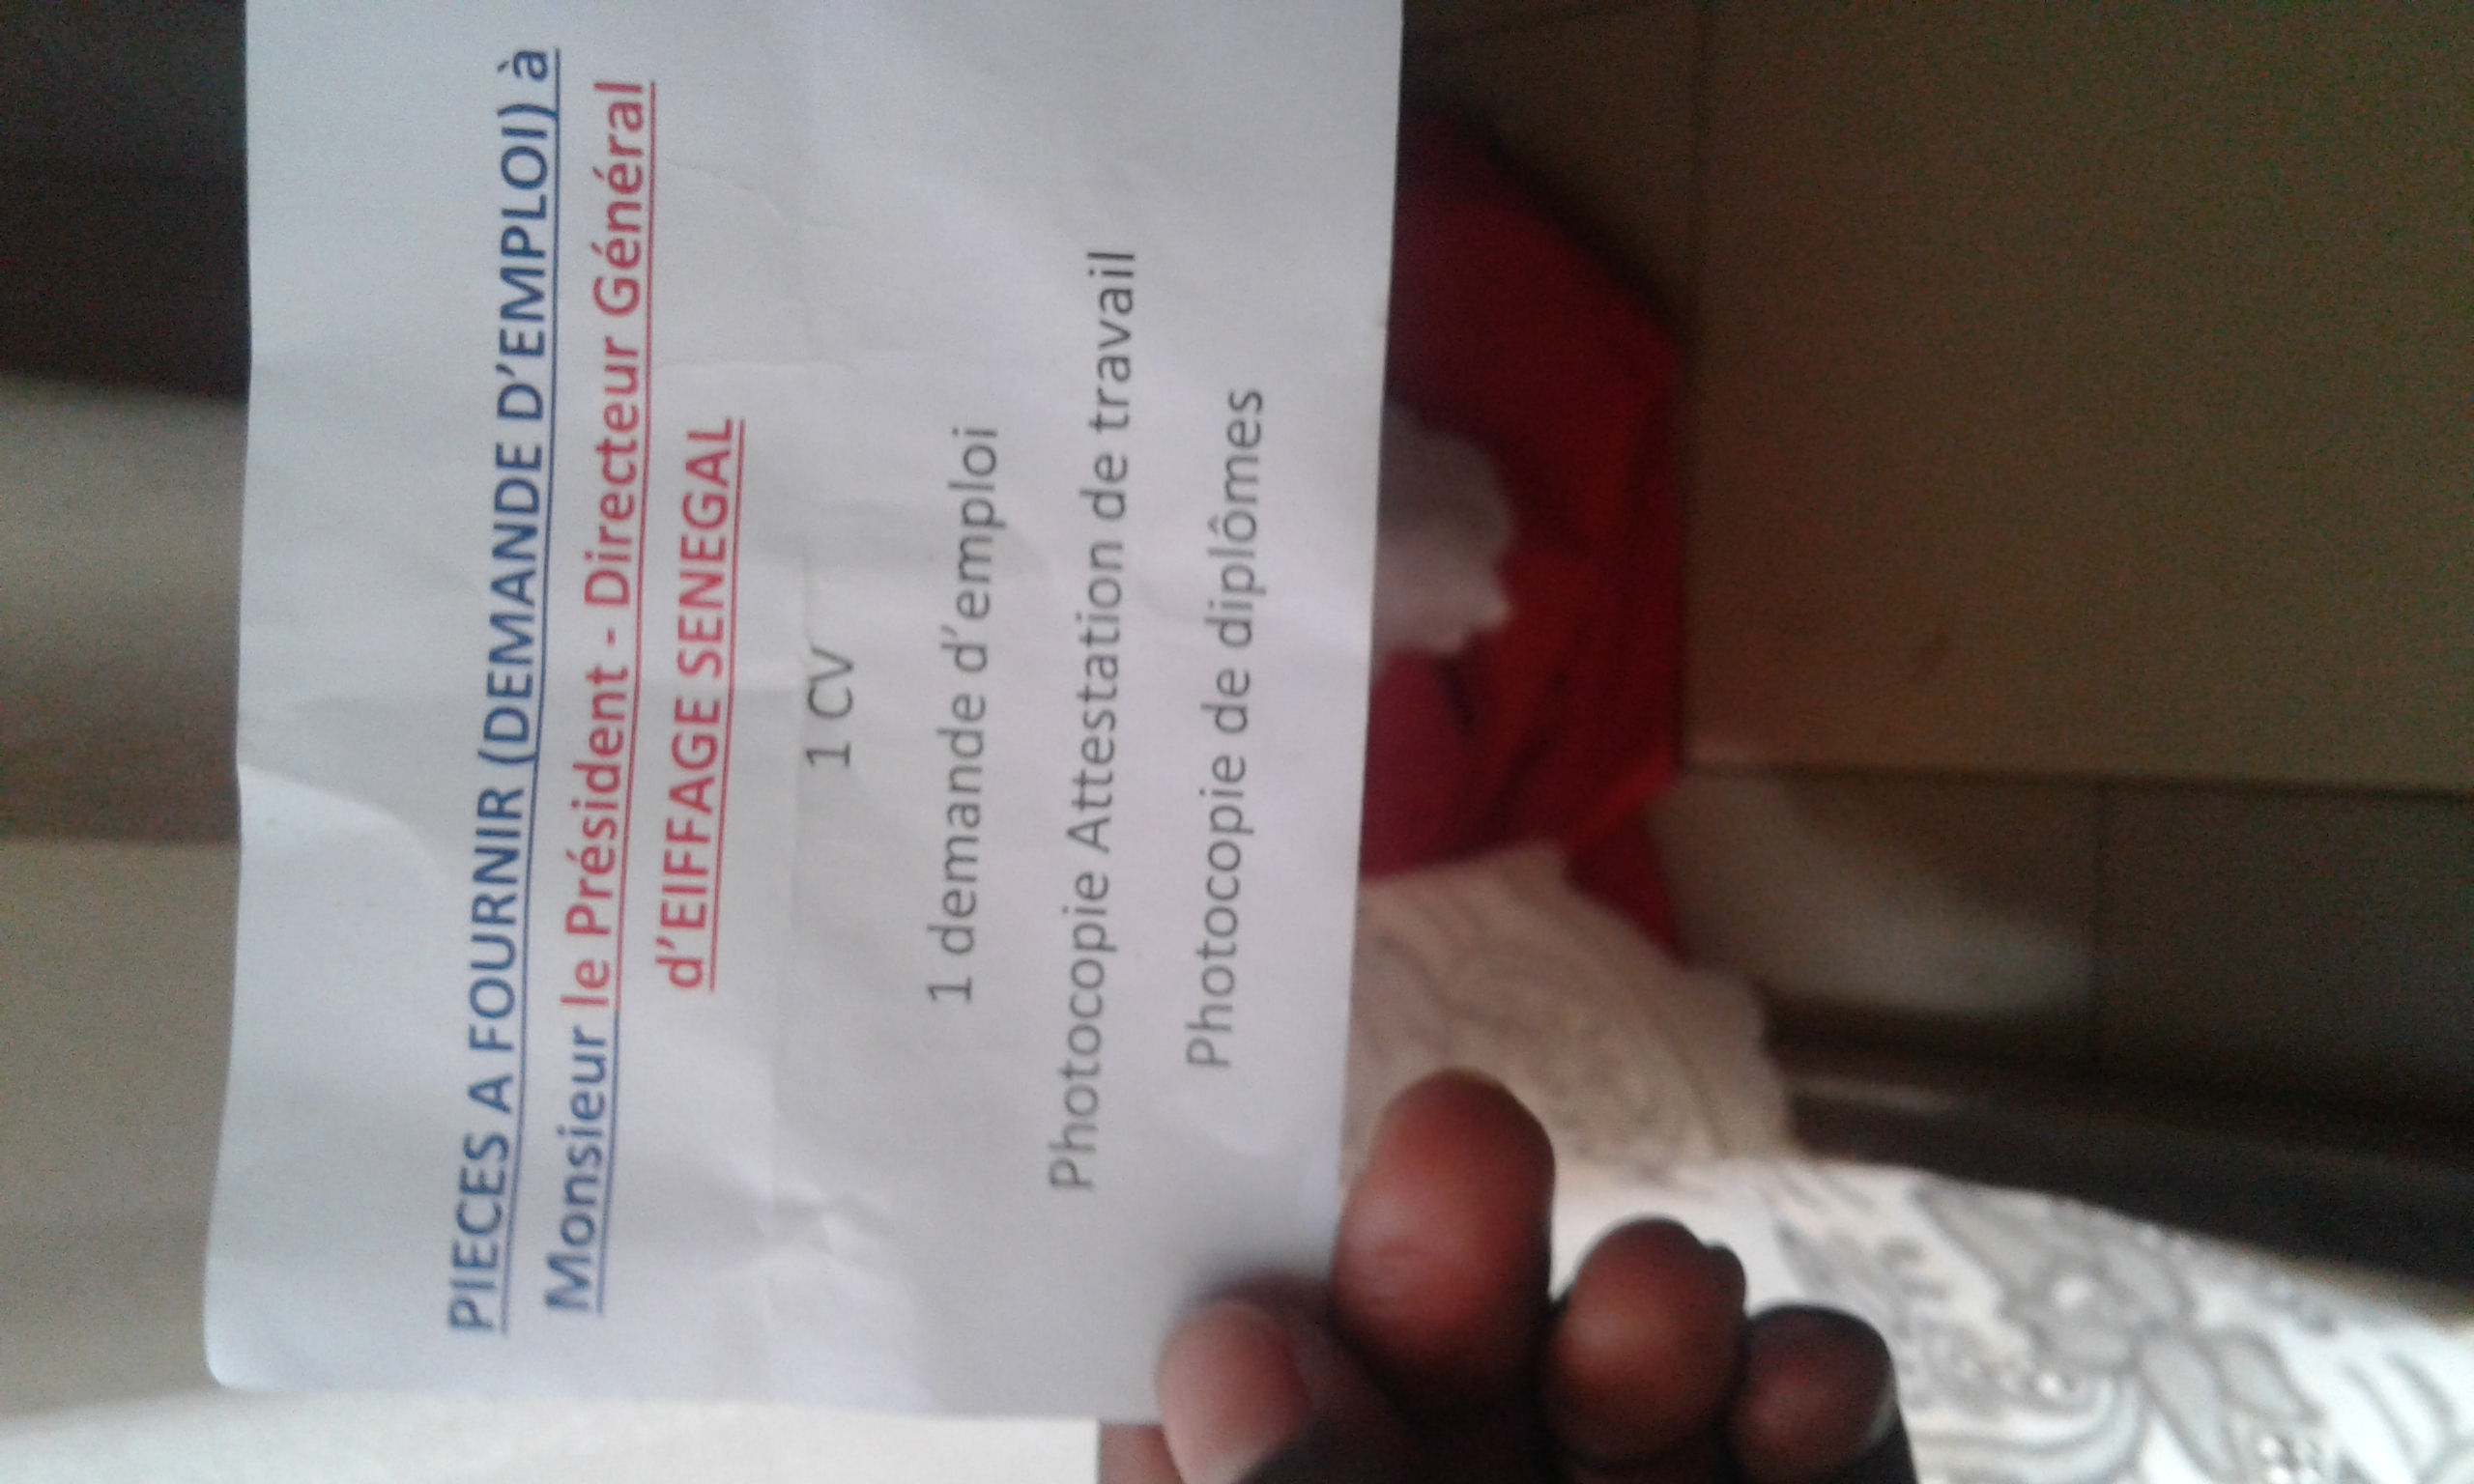 PIECES A FOURNIR (DEMANDE D'EMPLOI) à
Monsieur le Président - Directeur Général
d'EIFFAGE SENEGAL
1 CV
1 demande d'emploi
Photocopie Attestation de travail
Photocopie de diplômes